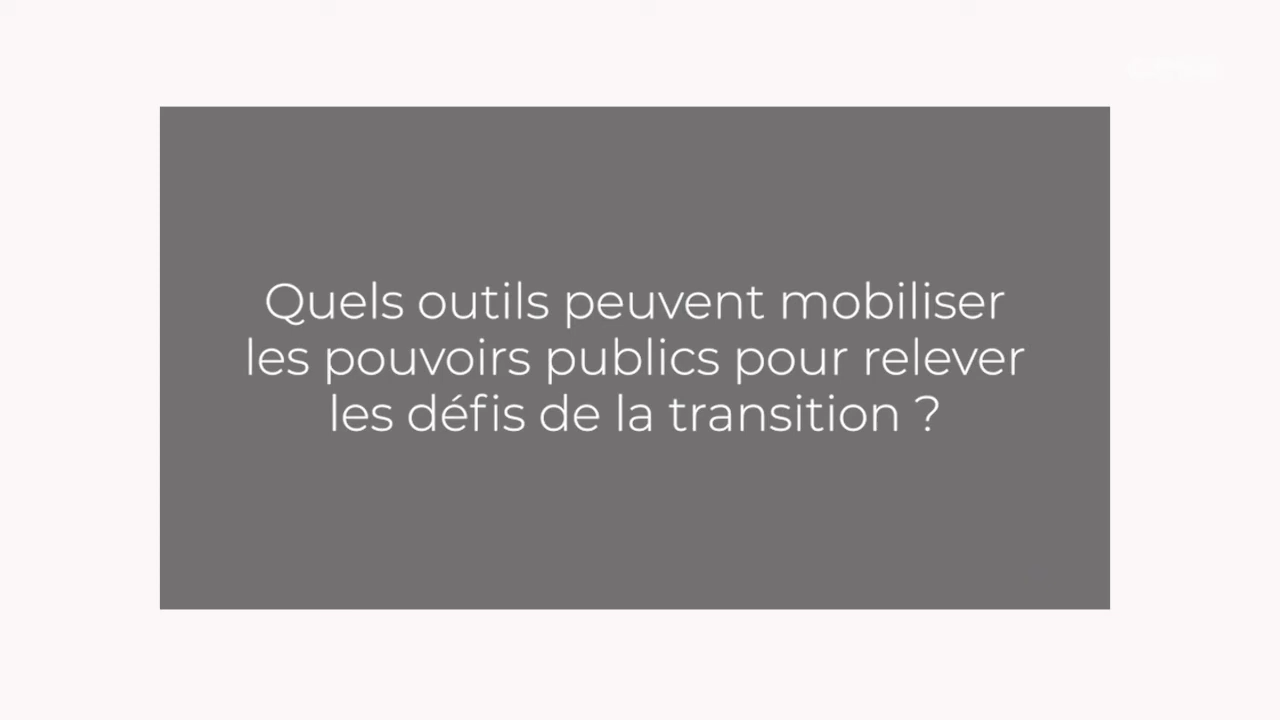 Quels outils peuvent mobiliser
les pouvoirs publics pour relever
les défis de la transition ?